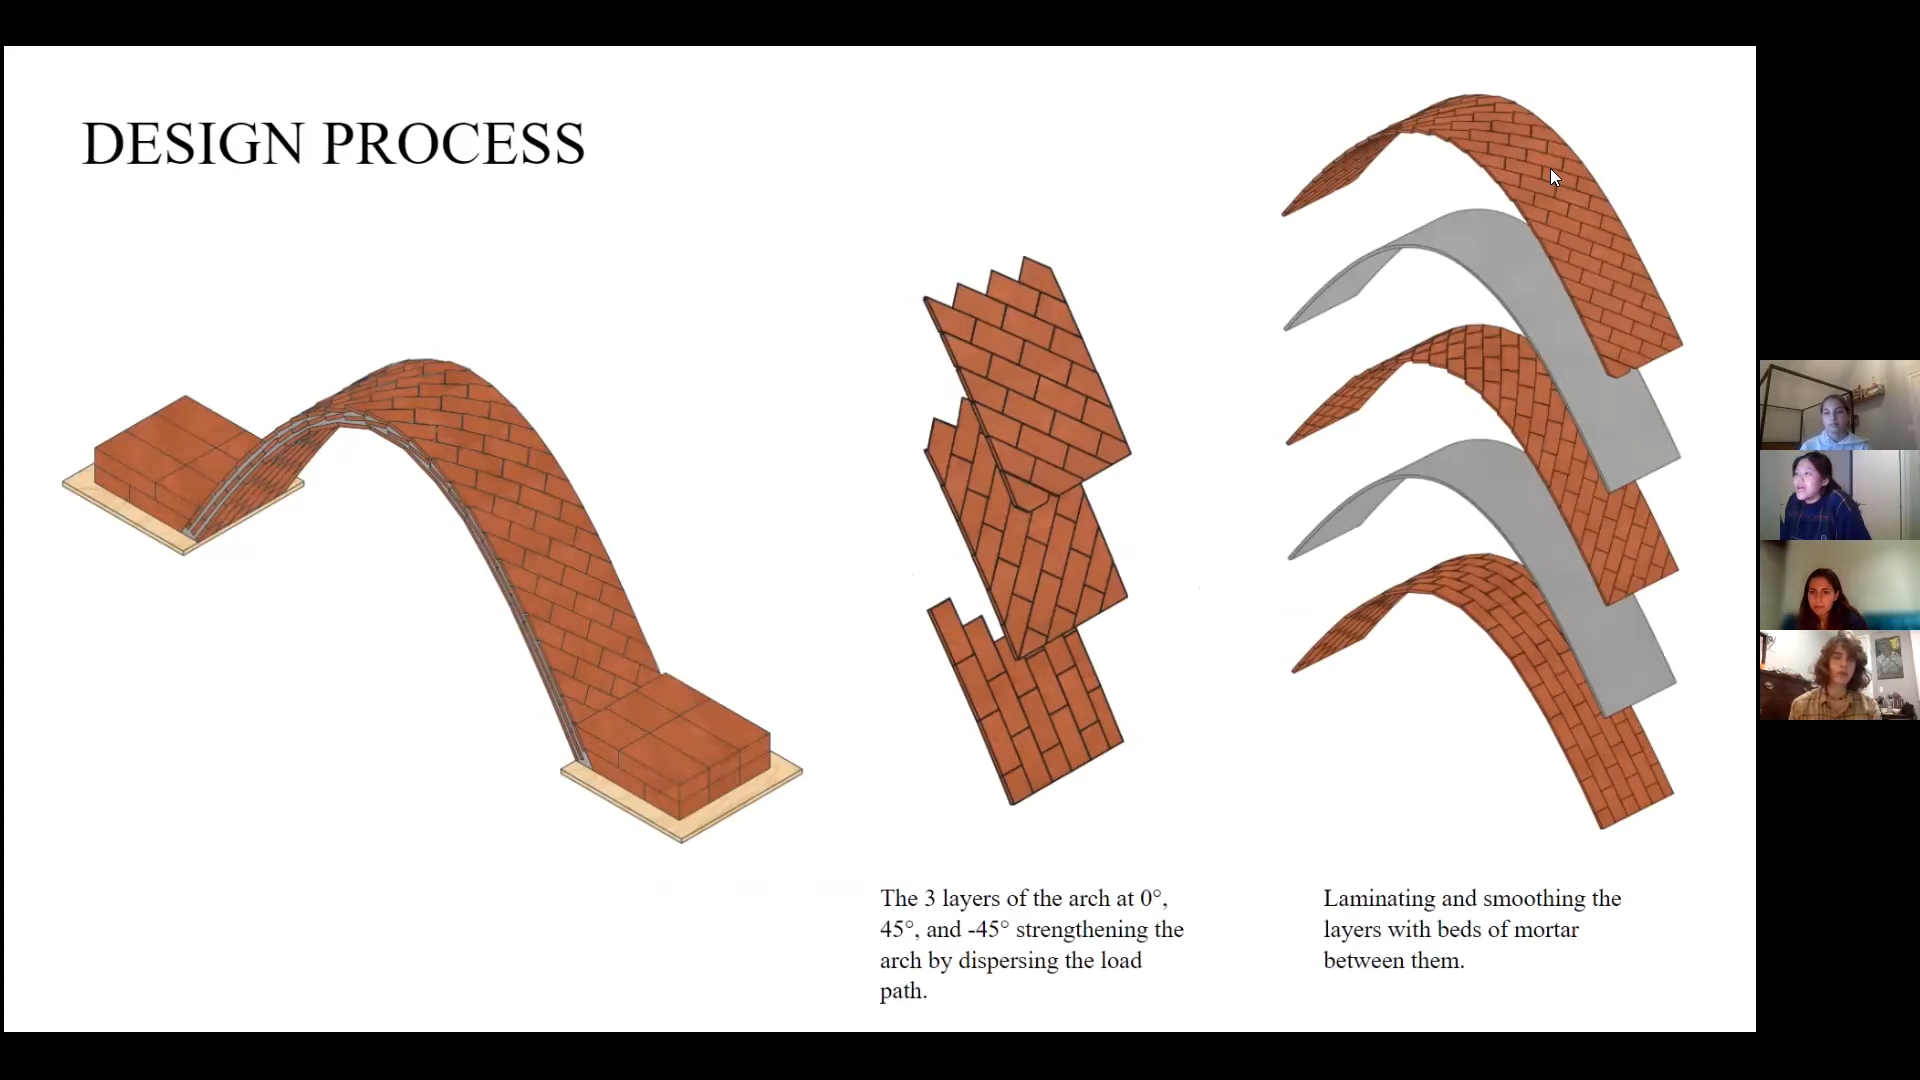 DESIGN PROCESS
The 3 layers of the arch at 0°,
45°, and -45° strengthening the
arch by dispersing the load
path.
Laminating and smoothing the
layers with beds of mortar
between them.